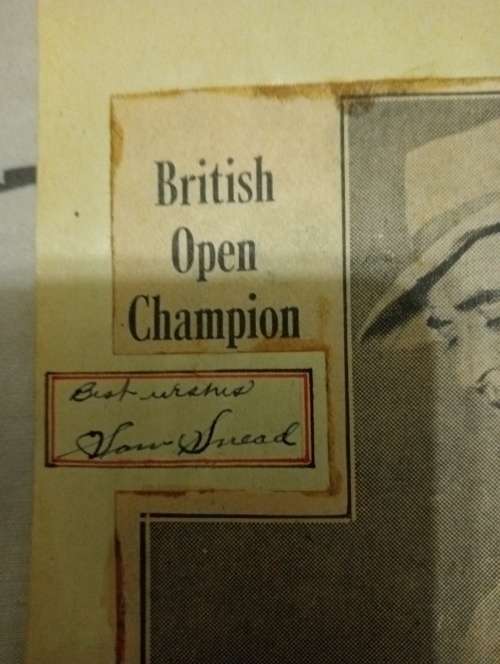 British
Open
Champion
Best wishes
Sam Snead